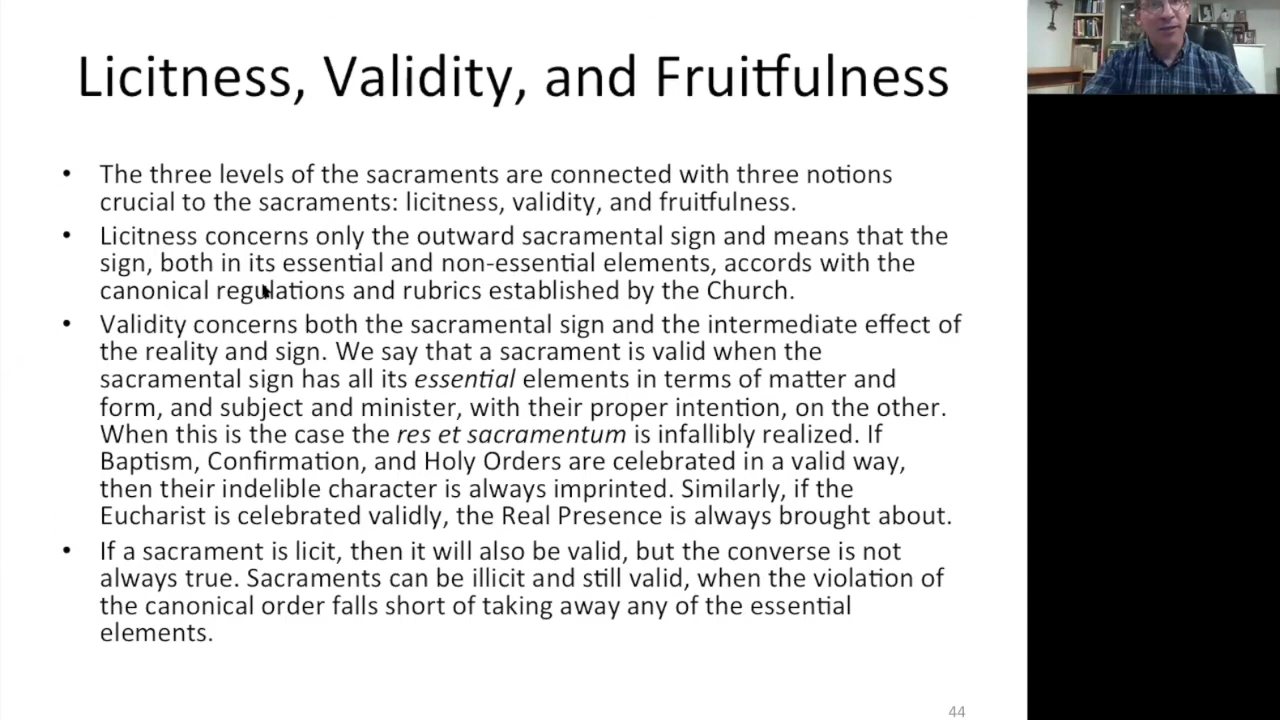 Licitness, Validity, and Fruitfulness
• The three levels of the sacraments are connected with three notions
crucial to the sacraments: licitness, validity, and fruitfulness.
• Licitness concerns only the outward sacramental sign and means that the
sign, both in its essential and non-essential elements, accords with the
canonical regulations and rubrics established by the Church.
• Validity concerns both the sacramental sign and the intermediate effect of
the reality and sign. We say that a sacrament is valid when the
sacramental sign has all its essential elements in terms of matter and
form, and subject and minister, with their proper intention, on the other.
When this is the case the res et sacramentum is infallibly realized. If
Baptism, Confirmation, and Holy Orders are celebrated in a valid way,
then their indelible character is always imprinted. Similarly, if the
Eucharist is celebrated validly, the Real Presence is always brought about.
• If a sacrament is licit, then it will also be valid, but the converse is not
always true. Sacraments can be illicit and still valid, when the violation of
the canonical order falls short of taking away any of the essential
elements.
44